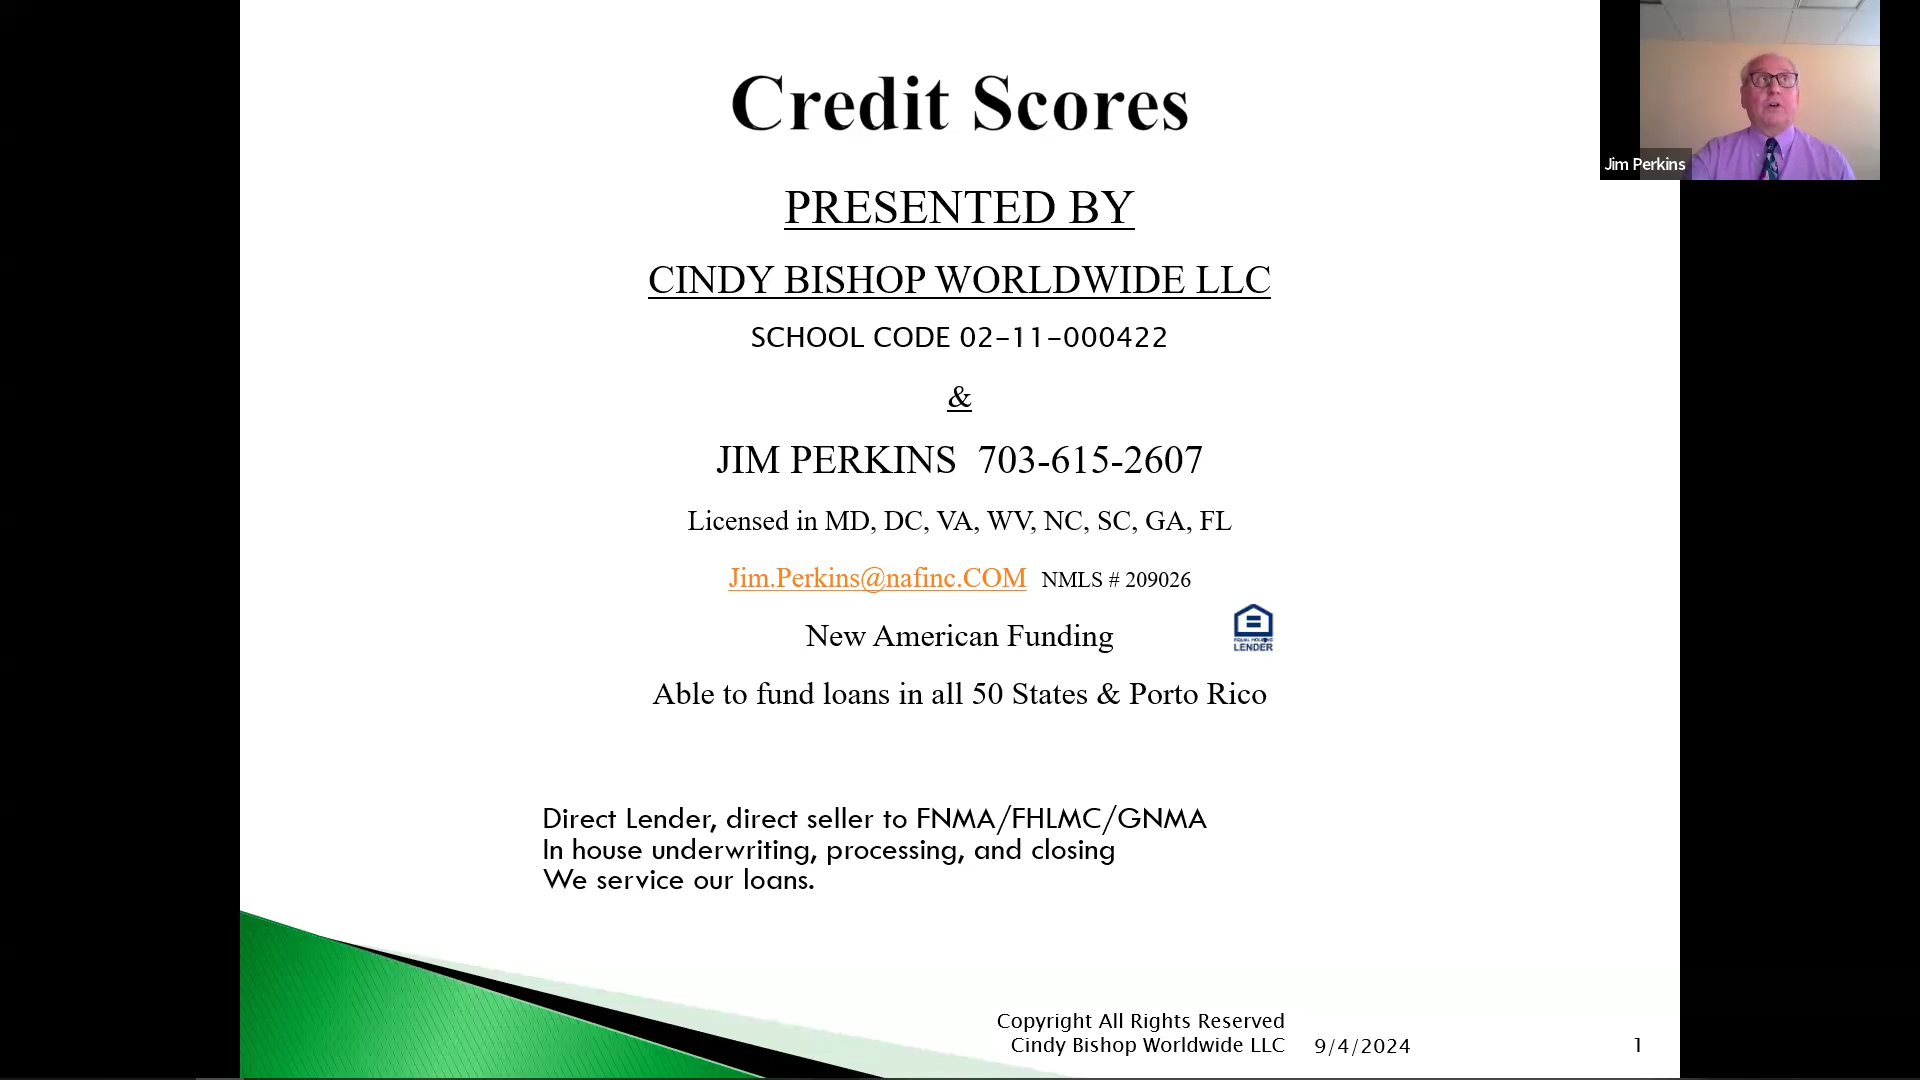 Credit Scores
PRESENTED BY
CINDY BISHOP WORLDWIDE LLC
SCHOOL CODE 02-11-000422
&
JIM PERKINS 703-615-2607
Licensed in MD, DC, VA, WV, NC, SC, GA, FL
Jim.Perkins@nafinc.COM NMLS # 209026
New American Funding
EQUAL HOUSING
LENDER
Able to fund loans in all 50 States & Porto Rico
Direct Lender, direct seller to FNMA/FHLMC/GNMA
In house underwriting, processing, and closing
We service our loans.
Copyright All Rights Reserved
Cindy Bishop Worldwide LLC 9/4/2024 1
Jim Perkins